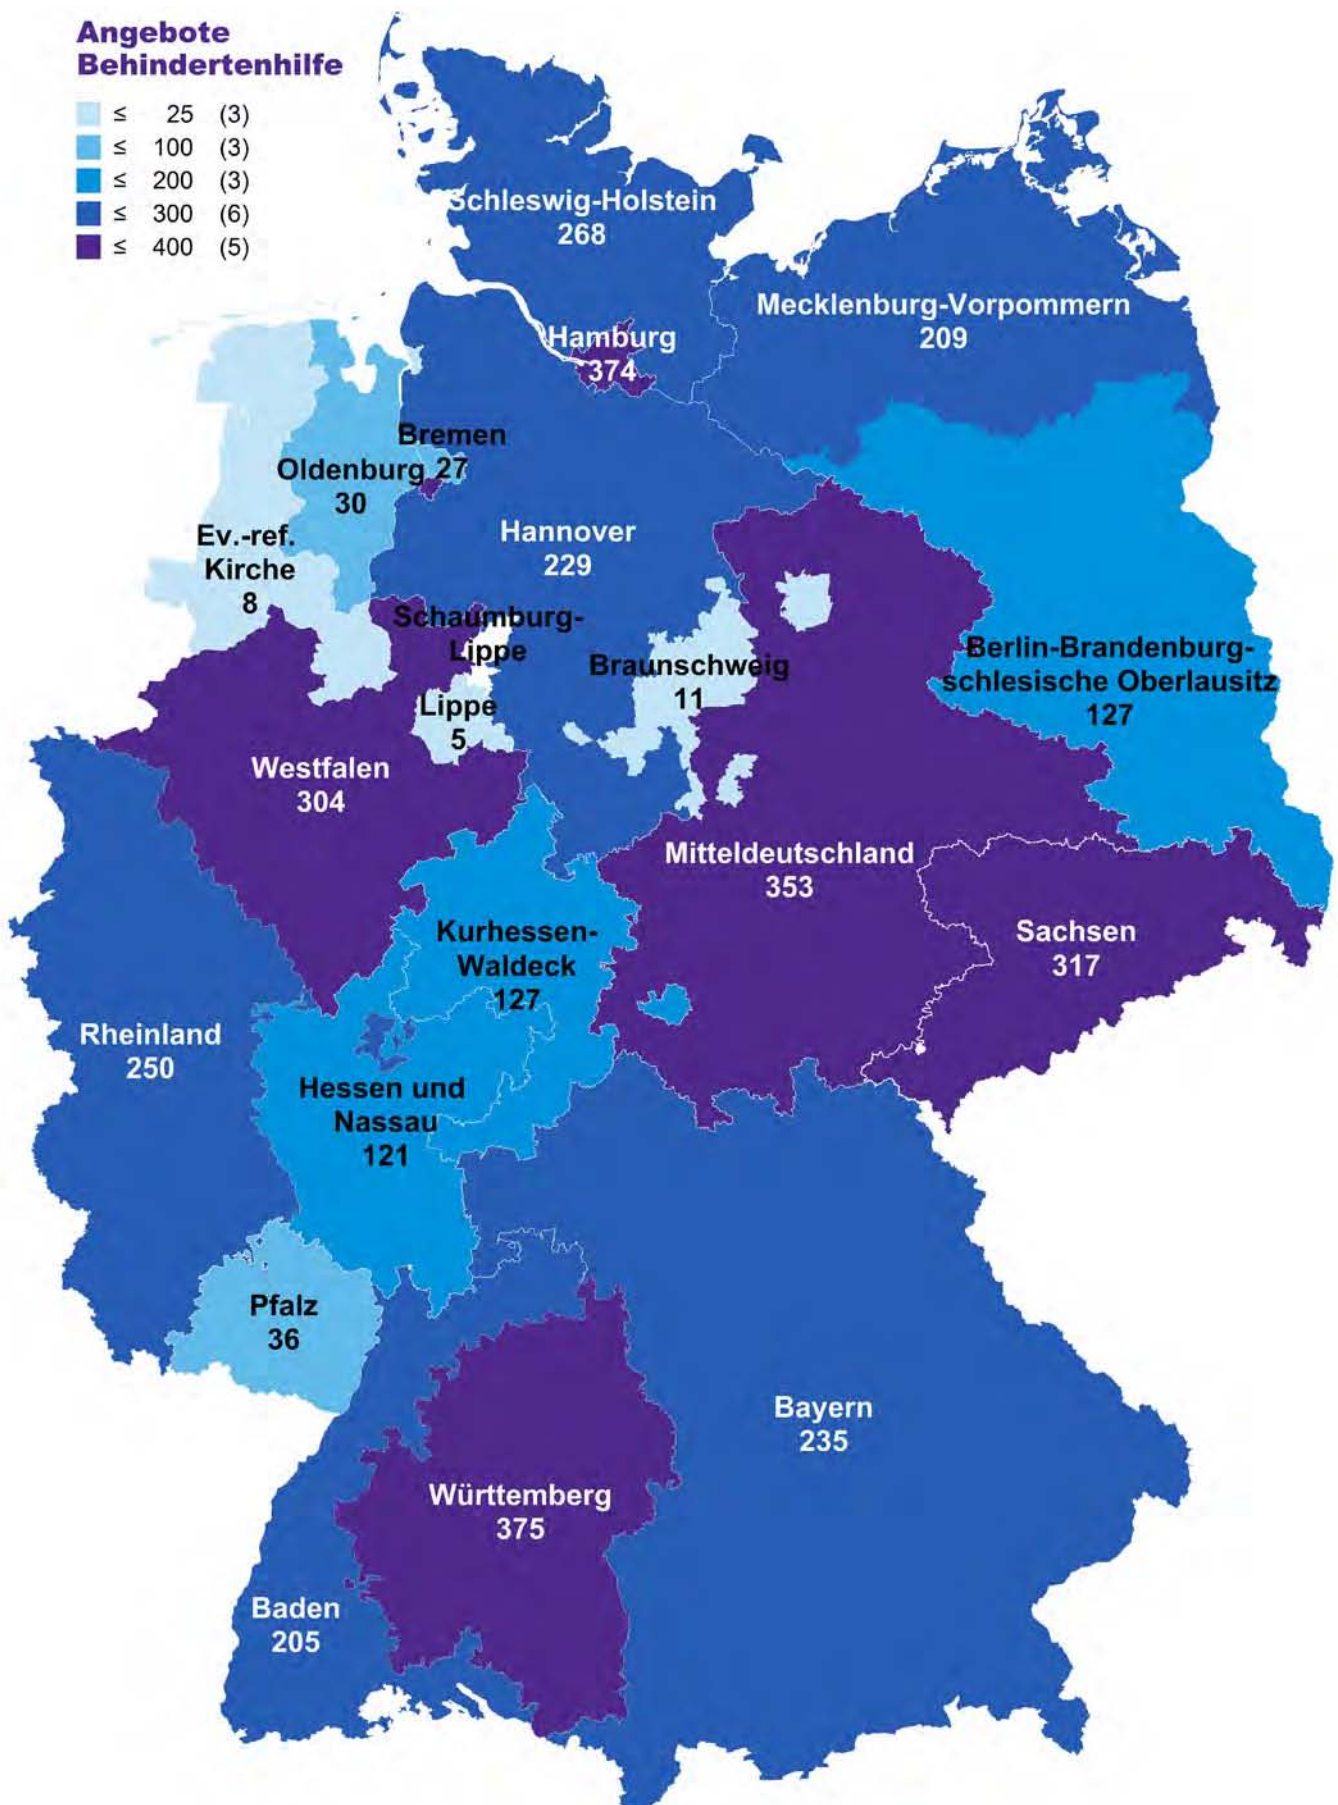 Angebote
Behindertenhilfe
≤ 25 (3)
≤ 100 (3)
≤ 200 (3)
≤ 300 (6)
≤ 400 (5)
Schleswig-Holstein
268
Mecklenburg-Vorpommern
209
Hamburg
374
Bremen
27
Oldenburg
30
Ev.-ref.
Kirche
8
Hannover
229
Schaumburg-
Lippe
Braunschweig
11
Berlin-Brandenburg-
schlesische Oberlausitz
127
Lippe
5
Westfalen
304
Mitteldeutschland
353
Sachsen
317
Kurhessen-
Waldeck
127
Rheinland
250
Hessen und
Nassau
121
Pfalz
36
Bayern
235
Württemberg
375
Baden
205